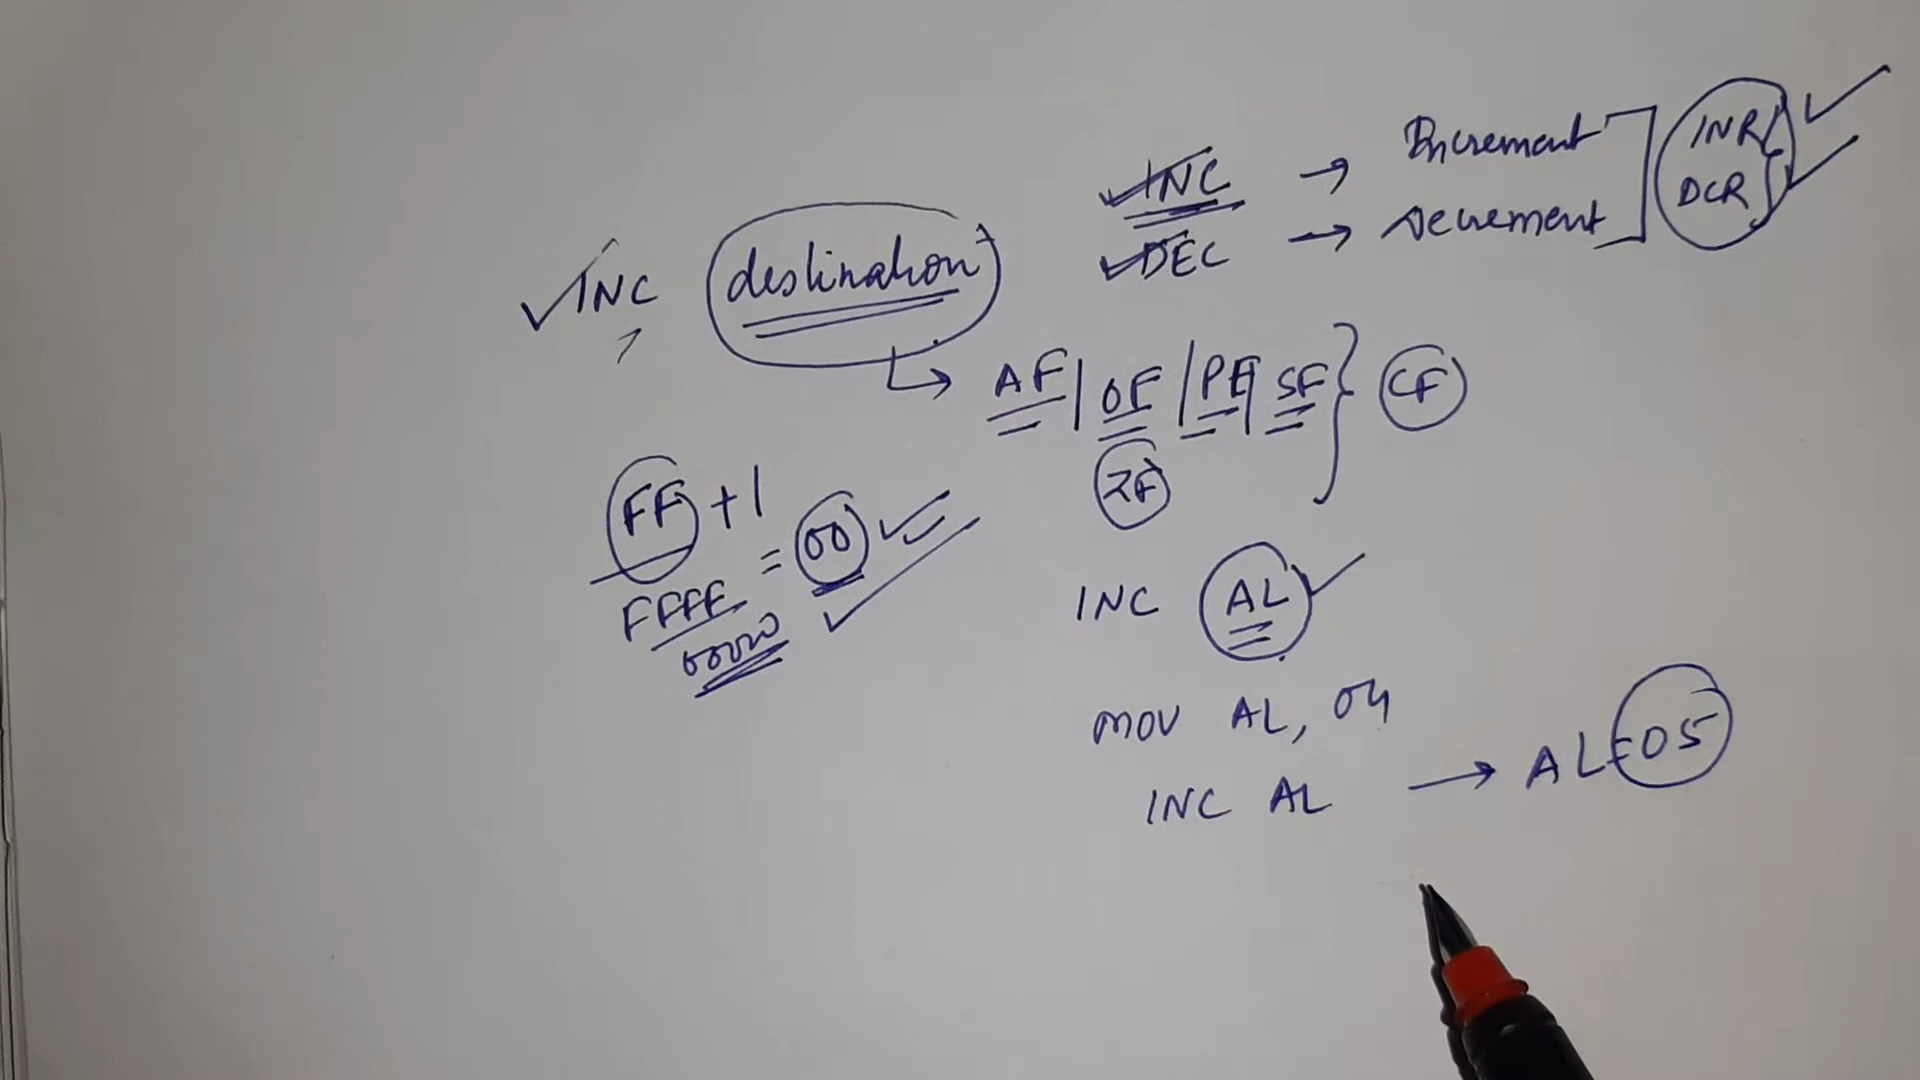 INC → Increment ] INR
DEC → decrement DCR
INC destination
↳ AF | OF | PF | SF } CF
ZF
FF + 1
= 00
FFFF
0000
INC AL
MOV AL, 04
INC AL → AL=05